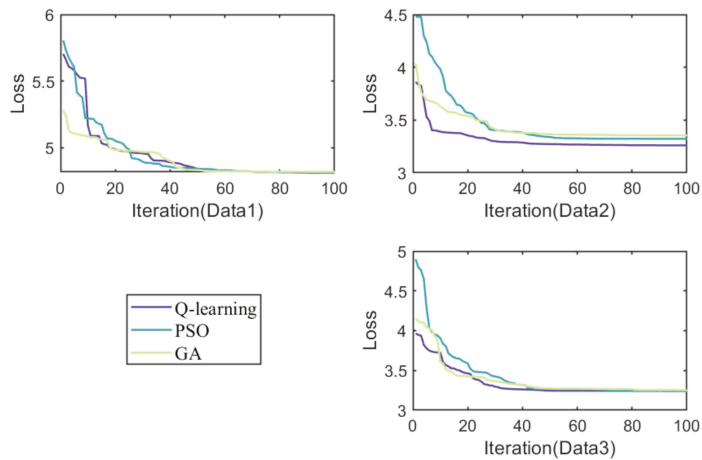 6
5.5
5
Loss
0 20 40 60 80 100
Iteration(Data1)
4.5
4
3.5
3
Loss
0 20 40 60 80 100
Iteration(Data2)
Q-learning
PSO
GA
5
4.5
4
3.5
3
Loss
0 20 40 60 80 100
Iteration(Data3)